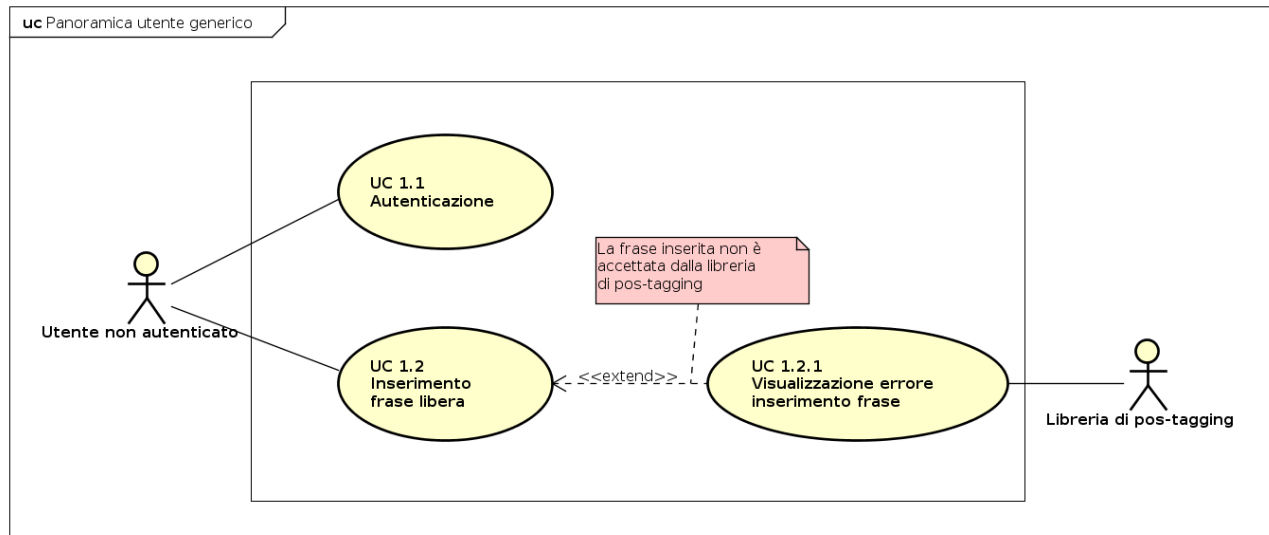 uc Panoramica utente generico
UC 1.1
Autenticazione
La frase inserita non è
accettata dalla libreria
di pos-tagging
Utente non autenticato
UC 1.2
Inserimento
frase libera
<<extend>>
UC 1.2.1
Visualizzazione errore
inserimento frase
Libreria di pos-tagging